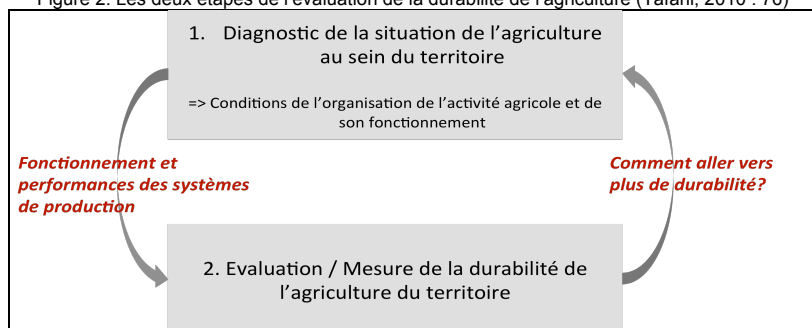 Figure 2. Les deux étapes de l'évaluation de la durabilité de l'agriculture (Yafani, 2010 : 76)
1. Diagnostic de la situation de l'agriculture
au sein du territoire
=> Conditions de l'organisation de l'activité agricole et de
son fonctionnement
Fonctionnement et
performances des systèmes
de production
Comment aller vers
plus de durabilité?
2. Evaluation / Mesure de la durabilité de
l'agriculture du territoire